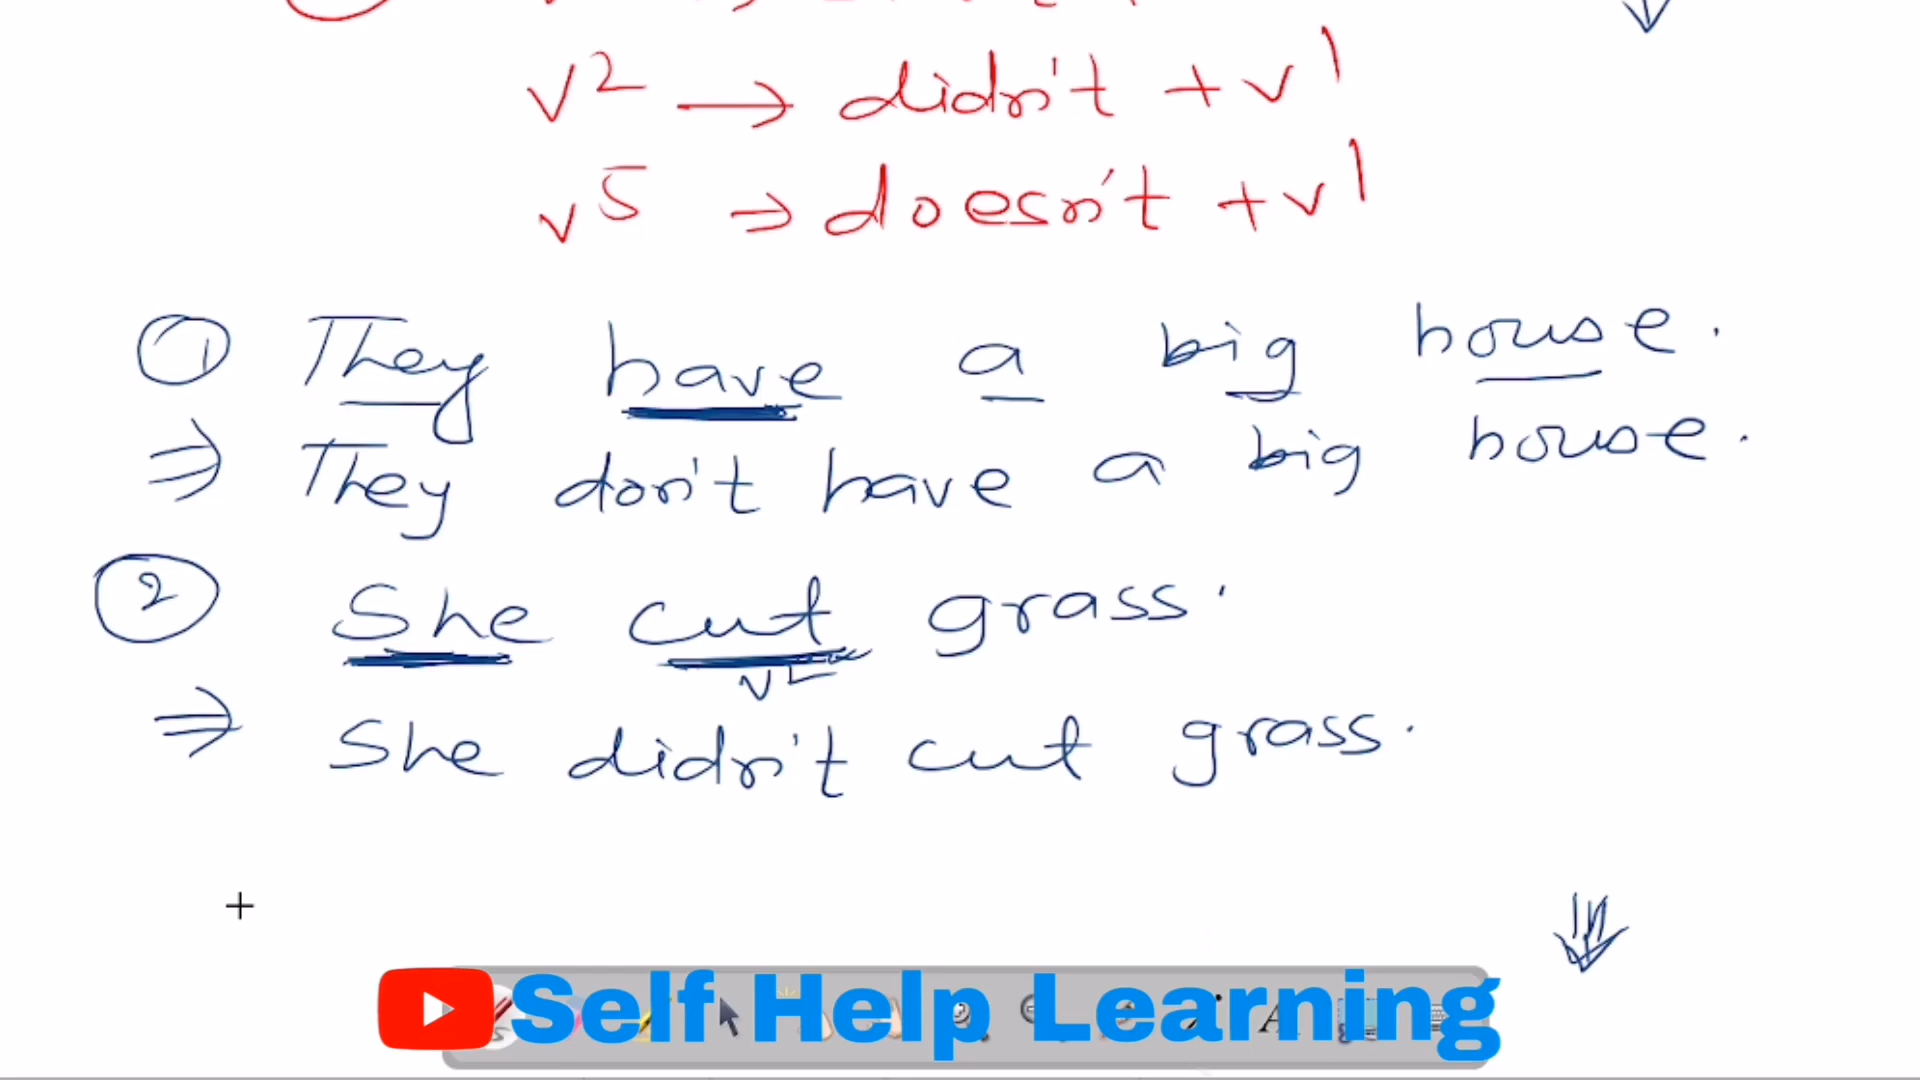 v² → didn't + v¹
v⁵ → doesn't + v¹
① They have a big house.
⇒ They don't have a big house.
② She cut grass.
v²
⇒ She didn't cut grass.
Self Help Learning